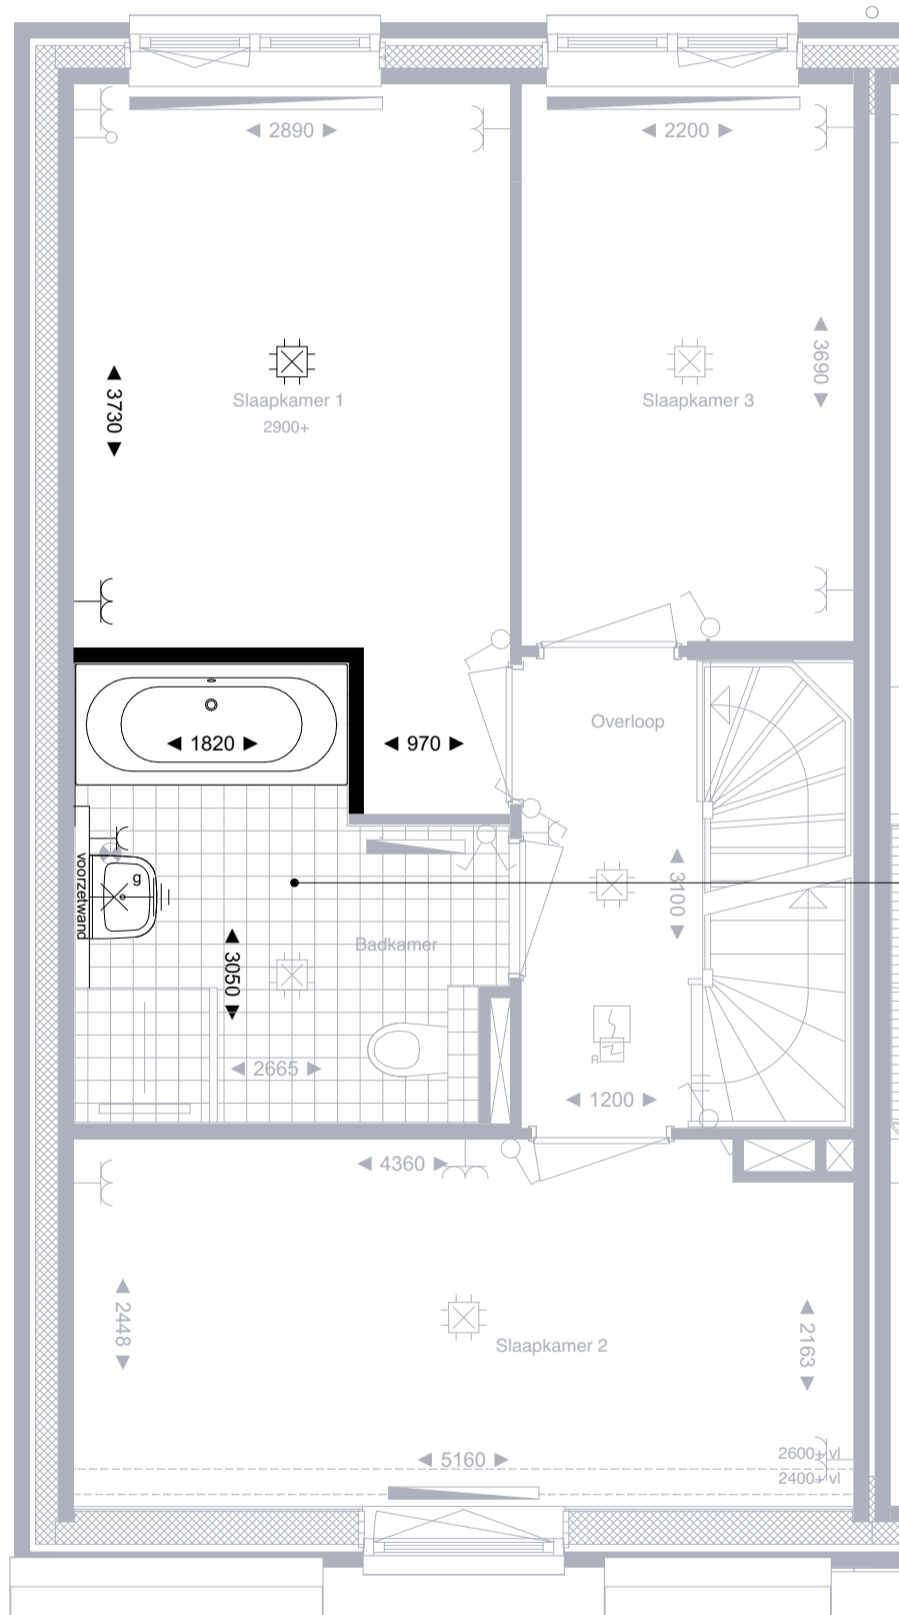 2890
2200
3690
3730
Slaapkamer 1
2900+
Slaapkamer 3
Overloop
1820
970
3100
voorzetwand
g
3050
Badkamer
2665
R
1200
4360
2448
2163
Slaapkamer 2
5160
2600+ vl
2400+ vl